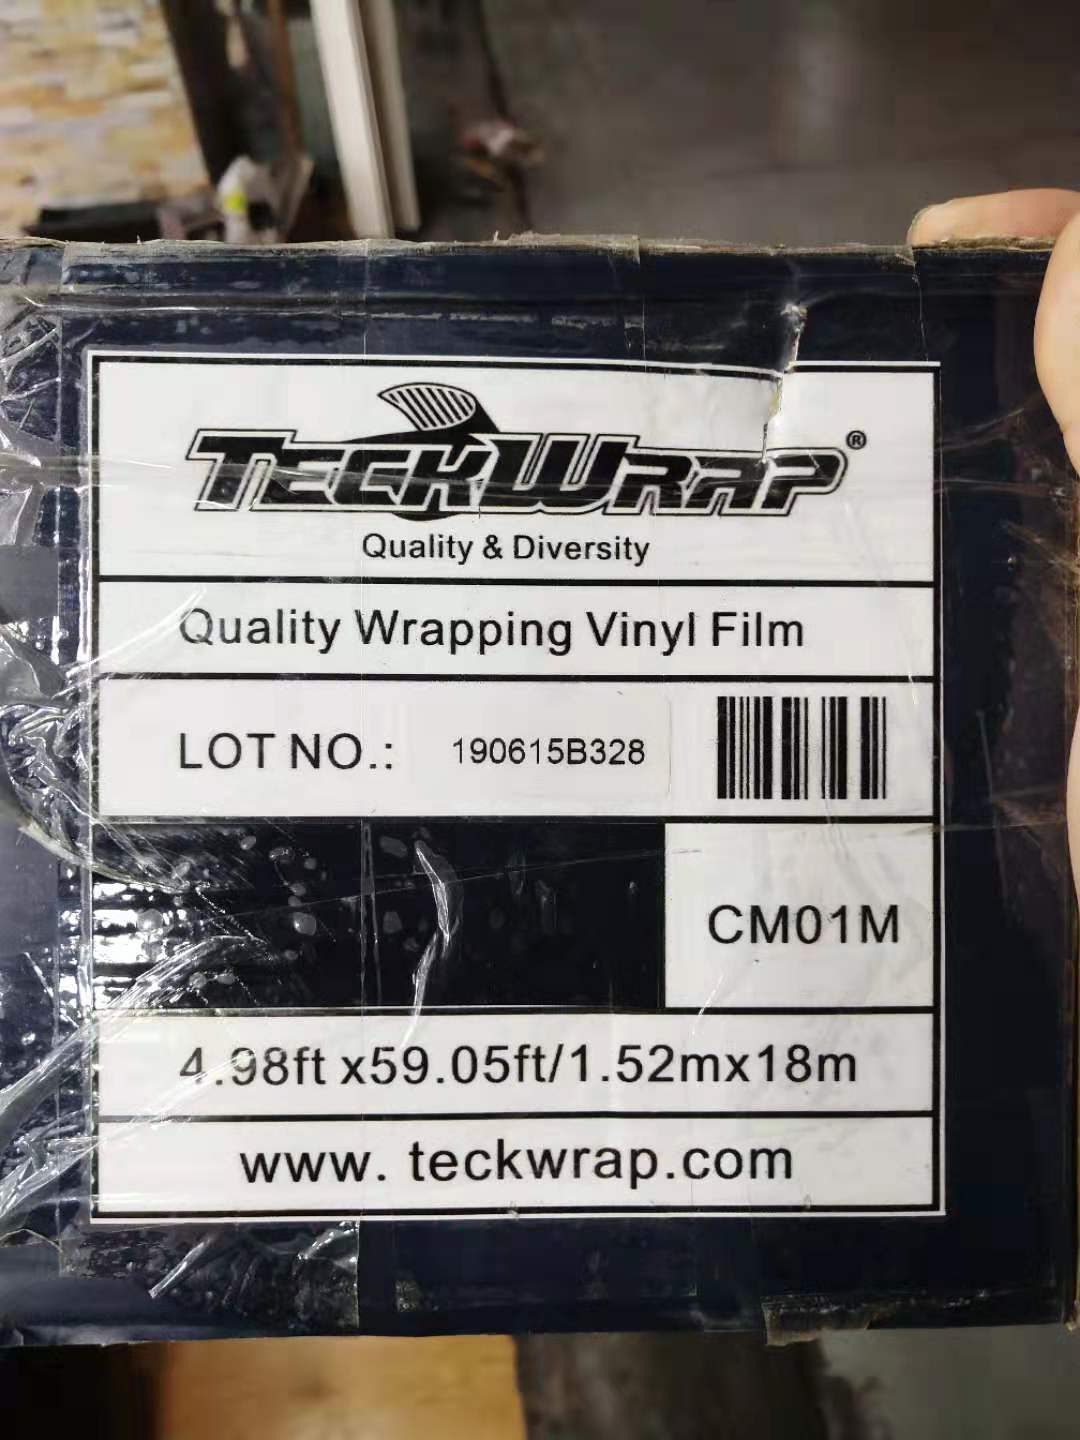 TECKWRAP®
Quality & Diversity
Quality Wrapping Vinyl Film
LOT NO.: 190615B328
CM01M
4.98ft x59.05ft/1.52mx18m
www. teckwrap.com